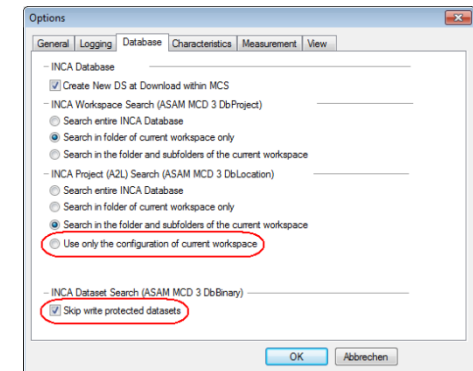 Options
General Logging Database Characteristics Measurement View
INCA Database
Create New DS at Download within MCS
INCA Workspace Search (ASAM MCD 3 DbProject)
Search entire INCA Database
Search in folder of current workspace only
Search in the folder and subfolders of the current workspace
INCA Project (A2L) Search (ASAM MCD 3 DbLocation)
Search entire INCA Database
Search in folder of current workspace only
Search in the folder and subfolders of the current workspace
Use only the configuration of current workspace
INCA Dataset Search (ASAM MCD 3 DbBinary)
Skip write protected datasets
OK Abbrechen